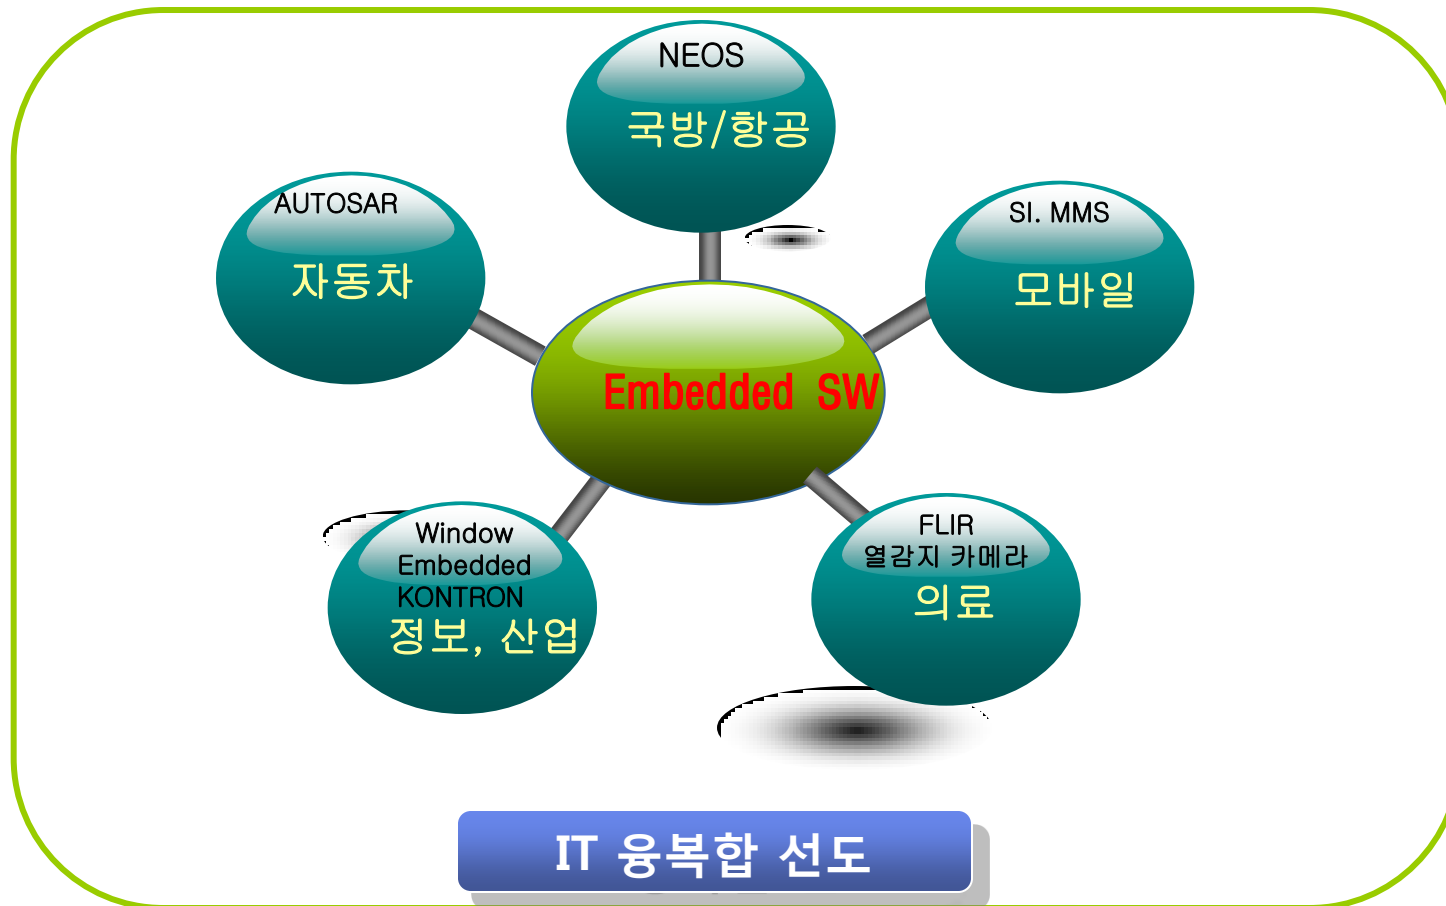 NEOS
국방/항공
AUTOSAR
자동차
SI. MMS
모바일
Embedded SW
Window
Embedded
KONTRON
정보, 산업
FLIR
열감지 카메라
의료
IT 융복합 선도